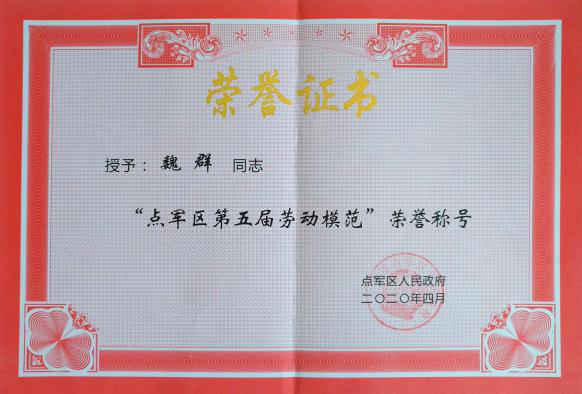 荣誉证书
授予：魏群 同志
“点军区第五届劳动模范”荣誉称号
点军区人民政府
二〇二〇年四月